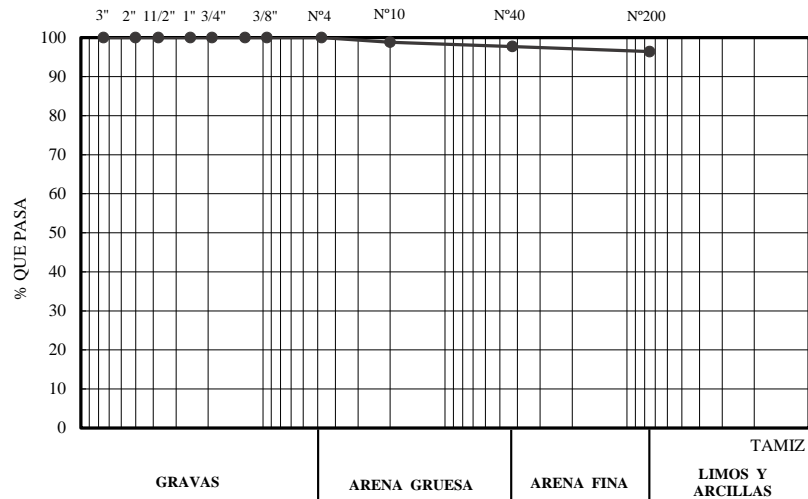 3" 2" 11/2" 1" 3/4" 3/8" Nº4 Nº10 Nº40 Nº200
100
90
80
70
60
50
40
30
20
10
0
% QUE PASA
TAMIZ
GRAVAS ARENA GRUESA ARENA FINA LIMOS Y
ARCILLAS